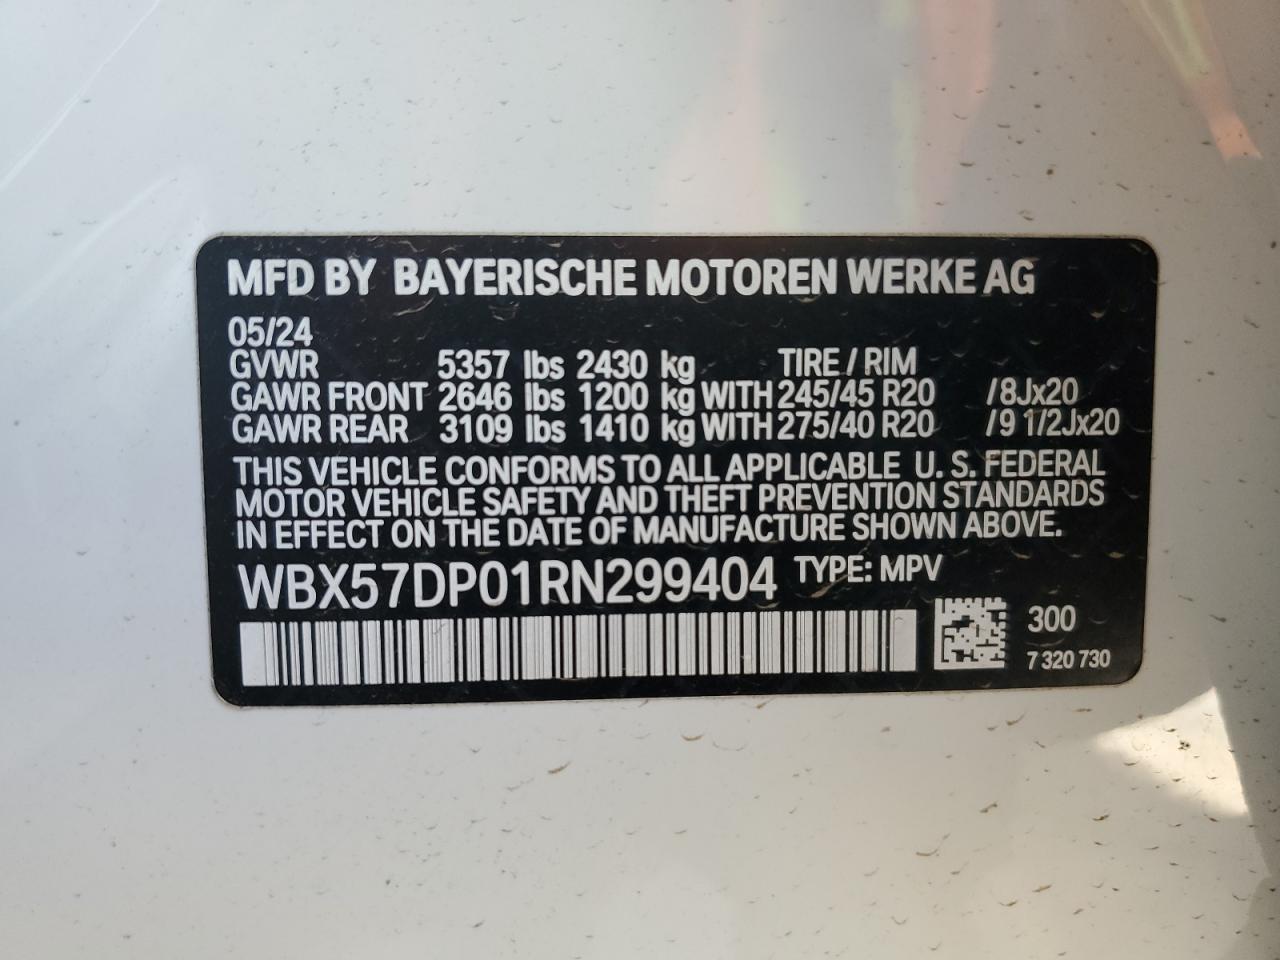 MFD BY BAYERISCHE MOTOREN WERKE AG
05/24
GVWR 5357 lbs 2430 kg TIRE / RIM
GAWR FRONT 2646 lbs 1200 kg WITH 245/45 R20 /8Jx20
GAWR REAR 3109 lbs 1410 kg WITH 275/40 R20 /9 1/2Jx20
THIS VEHICLE CONFORMS TO ALL APPLICABLE U. S. FEDERAL
MOTOR VEHICLE SAFETY AND THEFT PREVENTION STANDARDS
IN EFFECT ON THE DATE OF MANUFACTURE SHOWN ABOVE.
WBX57DP01RN299404 TYPE: MPV
300
7 320 730